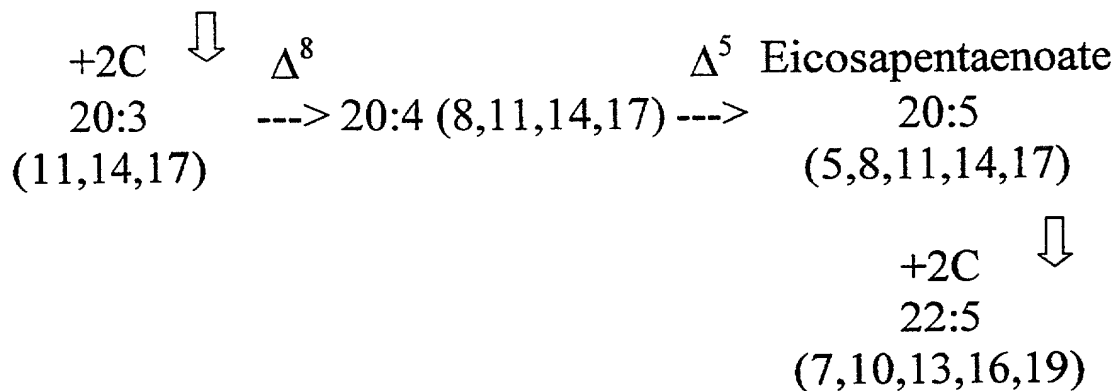 +2C ⇩ Δ⁸ Δ⁵ Eicosapentaenoate
20:3 ---> 20:4 (8,11,14,17) ---> 20:5
(11,14,17) (5,8,11,14,17)
+2C ⇩
22:5
(7,10,13,16,19)